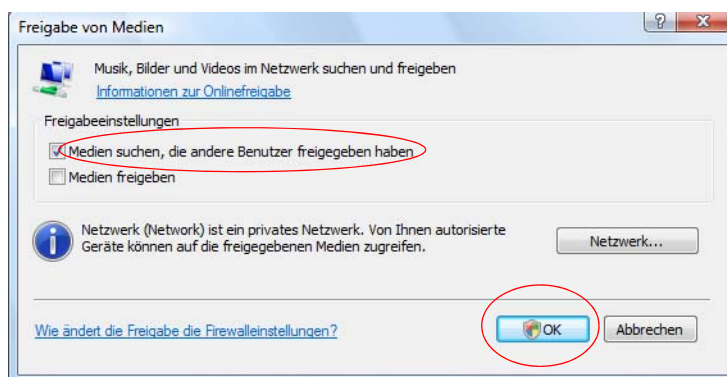 Freigabe von Medien
Musik, Bilder und Videos im Netzwerk suchen und freigeben
Informationen zur Onlinefreigabe
Freigabeeinstellungen
Medien suchen, die andere Benutzer freigegeben haben
Medien freigeben
Netzwerk (Network) ist ein privates Netzwerk. Von Ihnen autorisierte
Geräte können auf die freigegebenen Medien zugreifen.
Netzwerk...
Wie ändert die Freigabe die Firewalleinstellungen?
OK
Abbrechen